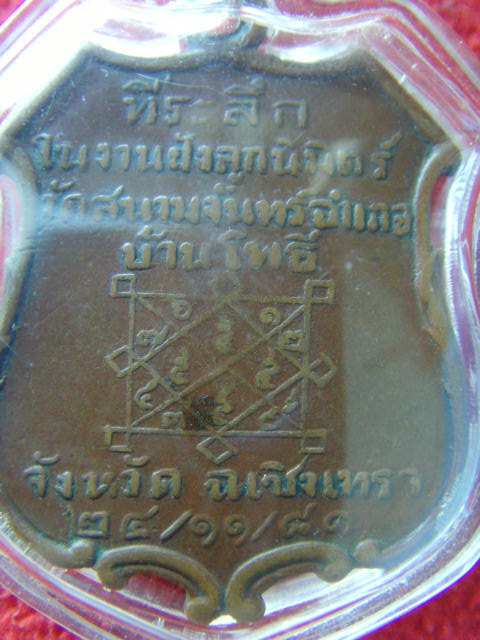 ที่ระลึก
ในงานฝังลูกนิมิตร์
วัดสนามจันทร์อำเภอ
บ้านโพธิ์
จังหวัด ฉะเชิงเทรา
๒๔/๑๑/๘๑